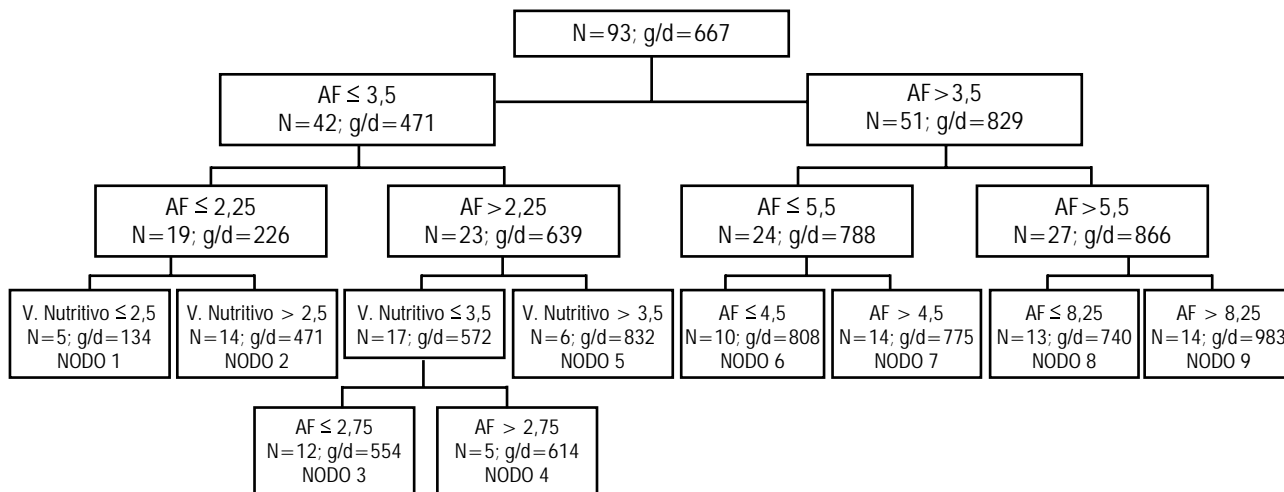 N=93; g/d=667
AF ≤ 3,5
N=42; g/d=471
AF > 3,5
N=51; g/d=829
AF ≤ 2,25
N=19; g/d=226
AF > 2,25
N=23; g/d=639
AF ≤ 5,5
N=24; g/d=788
AF > 5,5
N=27; g/d=866
V. Nutritivo ≤ 2,5
N=5; g/d=134
NODO 1
V. Nutritivo > 2,5
N=14; g/d=471
NODO 2
V. Nutritivo ≤ 3,5
N=17; g/d=572
V. Nutritivo > 3,5
N=6; g/d=832
NODO 5
AF ≤ 4,5
N=10; g/d=808
NODO 6
AF > 4,5
N=14; g/d=775
NODO 7
AF ≤ 8,25
N=13; g/d=740
NODO 8
AF > 8,25
N=14; g/d=983
NODO 9
AF ≤ 2,75
N=12; g/d=554
NODO 3
AF > 2,75
N=5; g/d=614
NODO 4